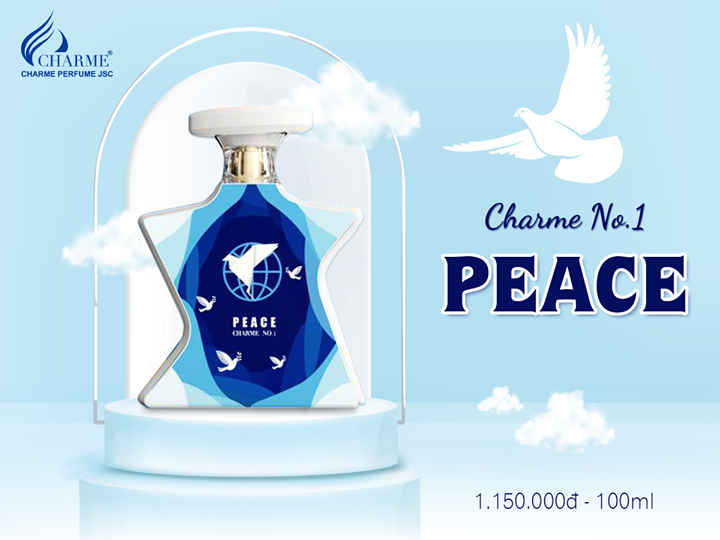 CHARME®
CHARME PERFUME JSC
Charme No.1
PEACE
PEACE
CHARME NO.1
1.150.000đ - 100ml